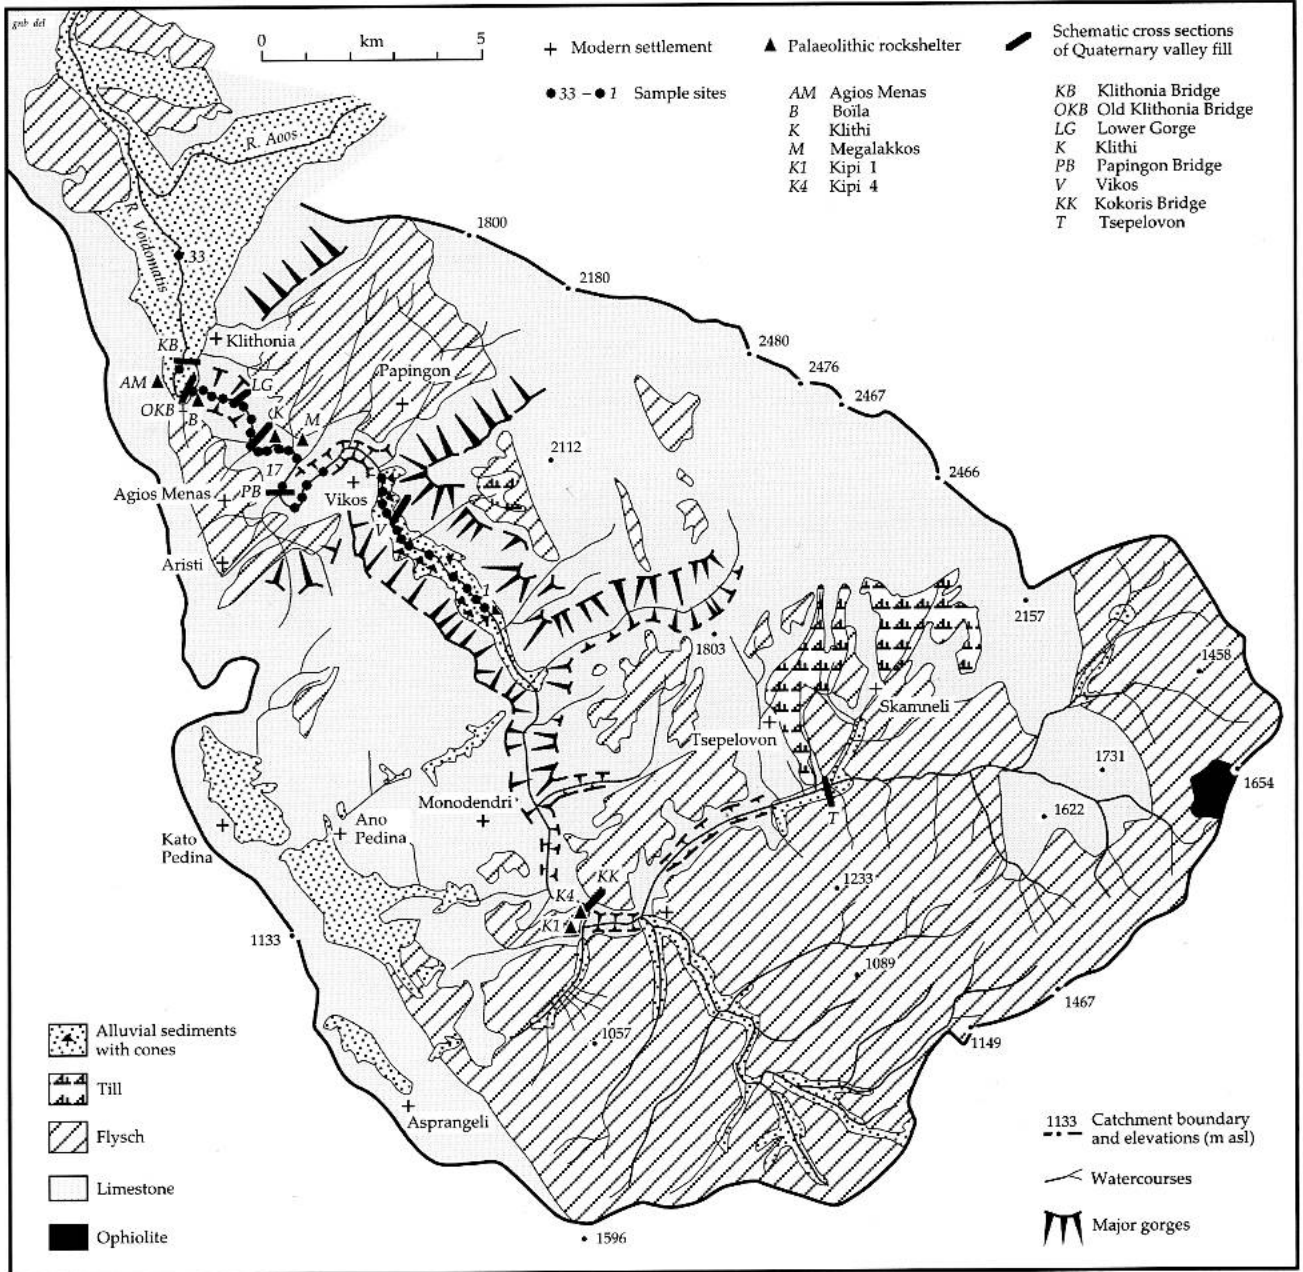 gnb del
0 km 5
+ Modern settlement
▲ Palaeolithic rockshelter
Schematic cross sections
of Quaternary valley fill
●33 – ●1 Sample sites
AM Agios Menas
B Boïla
K Klithi
M Megalakkos
K1 Kipi 1
K4 Kipi 4
KB Klithonia Bridge
OKB Old Klithonia Bridge
LG Lower Gorge
K Klithi
PB Papingon Bridge
V Vikos
KK Kokoris Bridge
T Tsepelovon
R. Aoos
R. Voidomatis
33
1800
2180
2480
2476
2467
2466
KB
Klithonia
AM
LG
Papingon
OKB
B
K
M
2112
17
Agios Menas
PB
Vikos
V
Aristi
1
2157
1803
1458
Skamneli
Tsepelovon
1731
1654
Monodendri
1622
Ano
Pedina
Kato
Pedina
T
KK
K4
K1
1233
1133
1089
1467
1057
1149
Asprangeli
1596
Alluvial sediments
with cones
Till
Flysch
Limestone
Ophiolite
1133 Catchment boundary
and elevations (m asl)
Watercourses
Major gorges